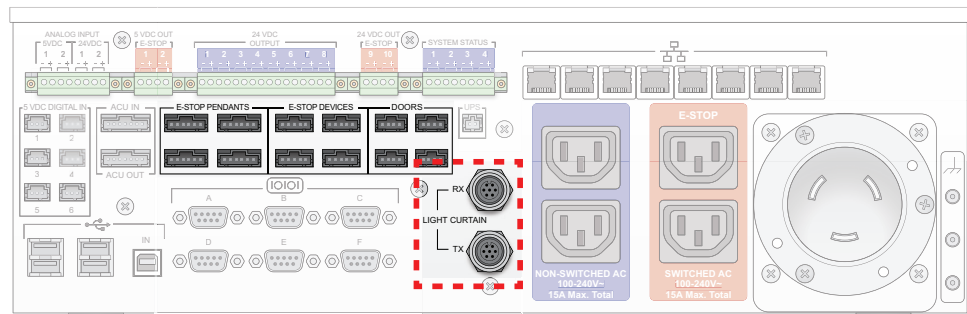 ANALOG INPUT
5VDC 24VDC
1 2 1 2
- + - + - + - +
5 VDC OUT
E-STOP
1 2
- + - +
24 VDC
OUTPUT
1 2 3 4 5 6 7 8
- + - + - + - + - + - + - + - +
24 VDC OUT
E-STOP
9 10
- + - +
SYSTEM STATUS
1 2 3 4
- + - + - + - +
5 VDC DIGITAL IN
1 2
3 4
5 6
ACU IN
ACU OUT
E-STOP PENDANTS
E-STOP DEVICES
DOORS
UPS
IOIOI
A B C
D E F
IN
RX
LIGHT CURTAIN
TX
NON-SWITCHED AC
100-240V~
15A Max. Total
E-STOP
SWITCHED AC
100-240V~
15A Max. Total